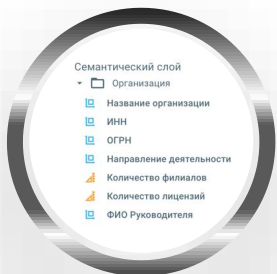 Семантический слой
Организация
Название организации
ИНН
ОГРН
Направление деятельности
Количество филиалов
Количество лицензий
ФИО Руководителя